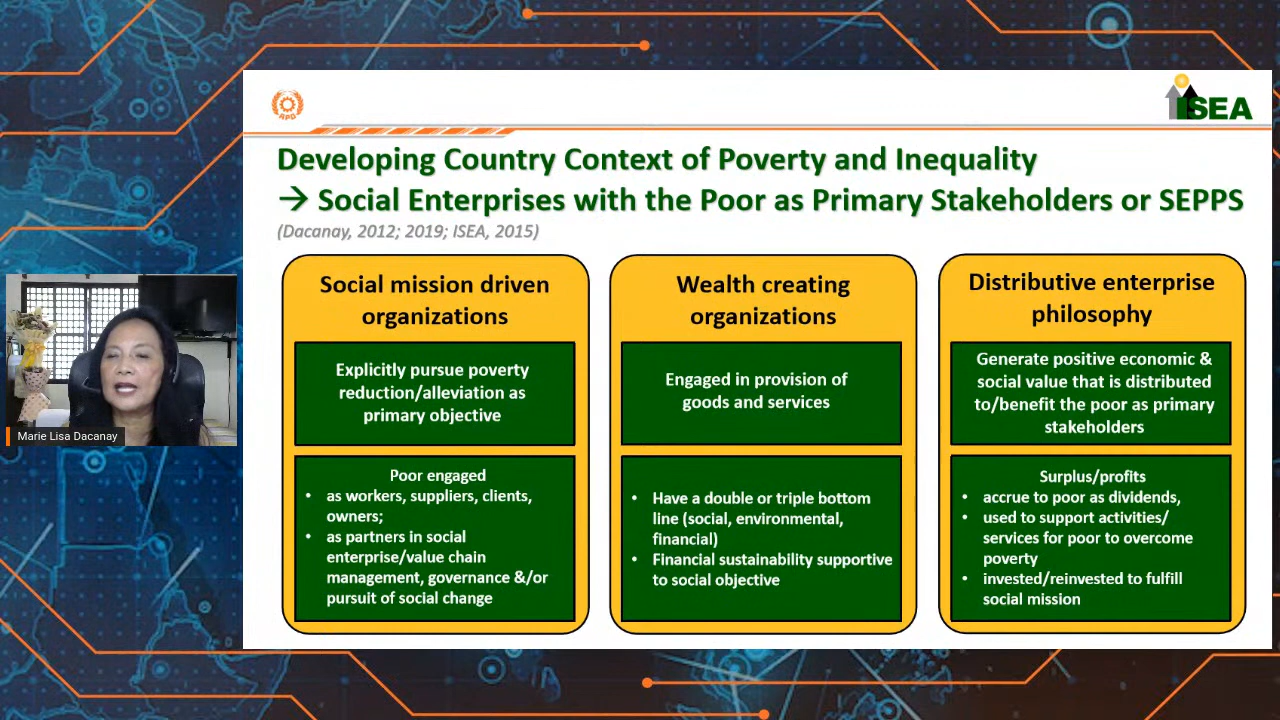 APO
iSEA
Developing Country Context of Poverty and Inequality
→ Social Enterprises with the Poor as Primary Stakeholders or SEPPS
(Dacanay, 2012; 2019; ISEA, 2015)
Social mission driven
organizations
Explicitly pursue poverty
reduction/alleviation as
primary objective
Poor engaged
• as workers, suppliers, clients,
owners;
• as partners in social
enterprise/value chain
management, governance &/or
pursuit of social change
Wealth creating
organizations
Engaged in provision of
goods and services
• Have a double or triple bottom
line (social, environmental,
financial)
• Financial sustainability supportive
to social objective
Distributive enterprise
philosophy
Generate positive economic &
social value that is distributed
to/benefit the poor as primary
stakeholders
Surplus/profits
• accrue to poor as dividends,
• used to support activities/
services for poor to overcome
poverty
• invested/reinvested to fulfill
social mission
Marie Lisa Dacanay